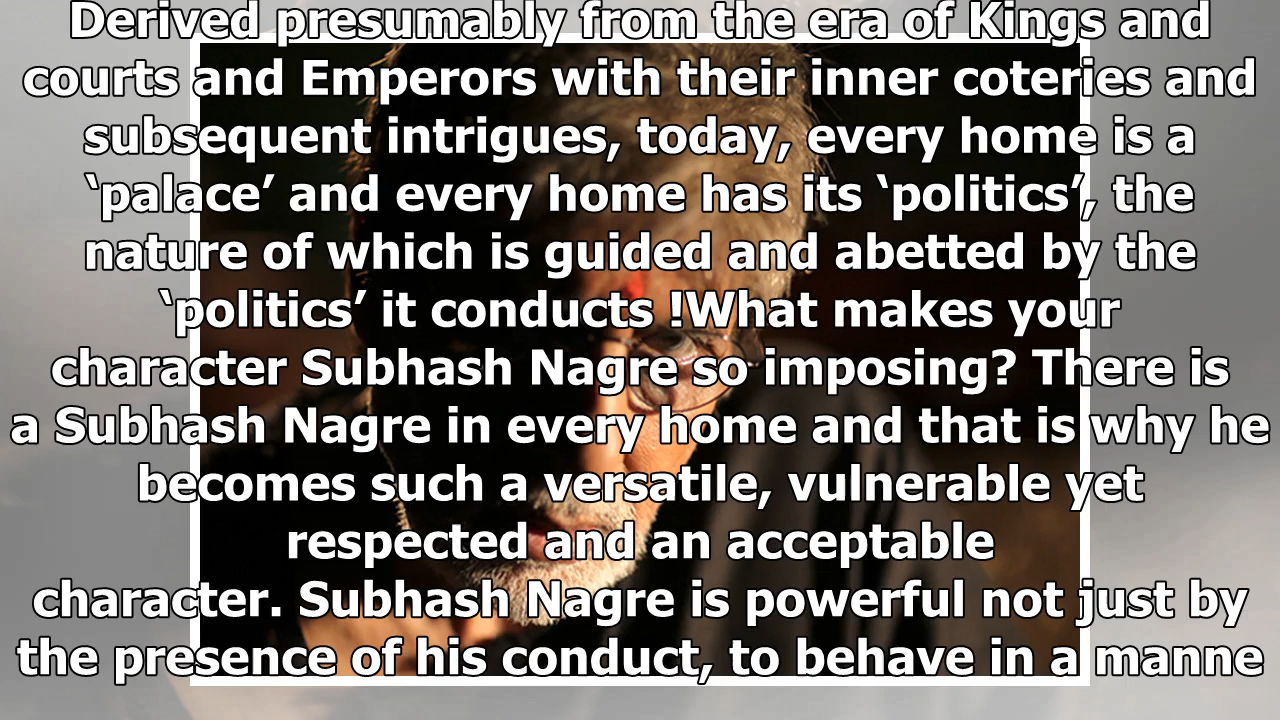 Derived presumably from the era of Kings and
courts and Emperors with their inner coteries and
subsequent intrigues, today, every home is a
‘palace’ and every home has its ‘politics’, the
nature of which is guided and abetted by the
‘politics’ it conducts !What makes your
character Subhash Nagre so imposing? There is
a Subhash Nagre in every home and that is why he
becomes such a versatile, vulnerable yet
respected and an acceptable
character. Subhash Nagre is powerful not just by
the presence of his conduct, to behave in a manne